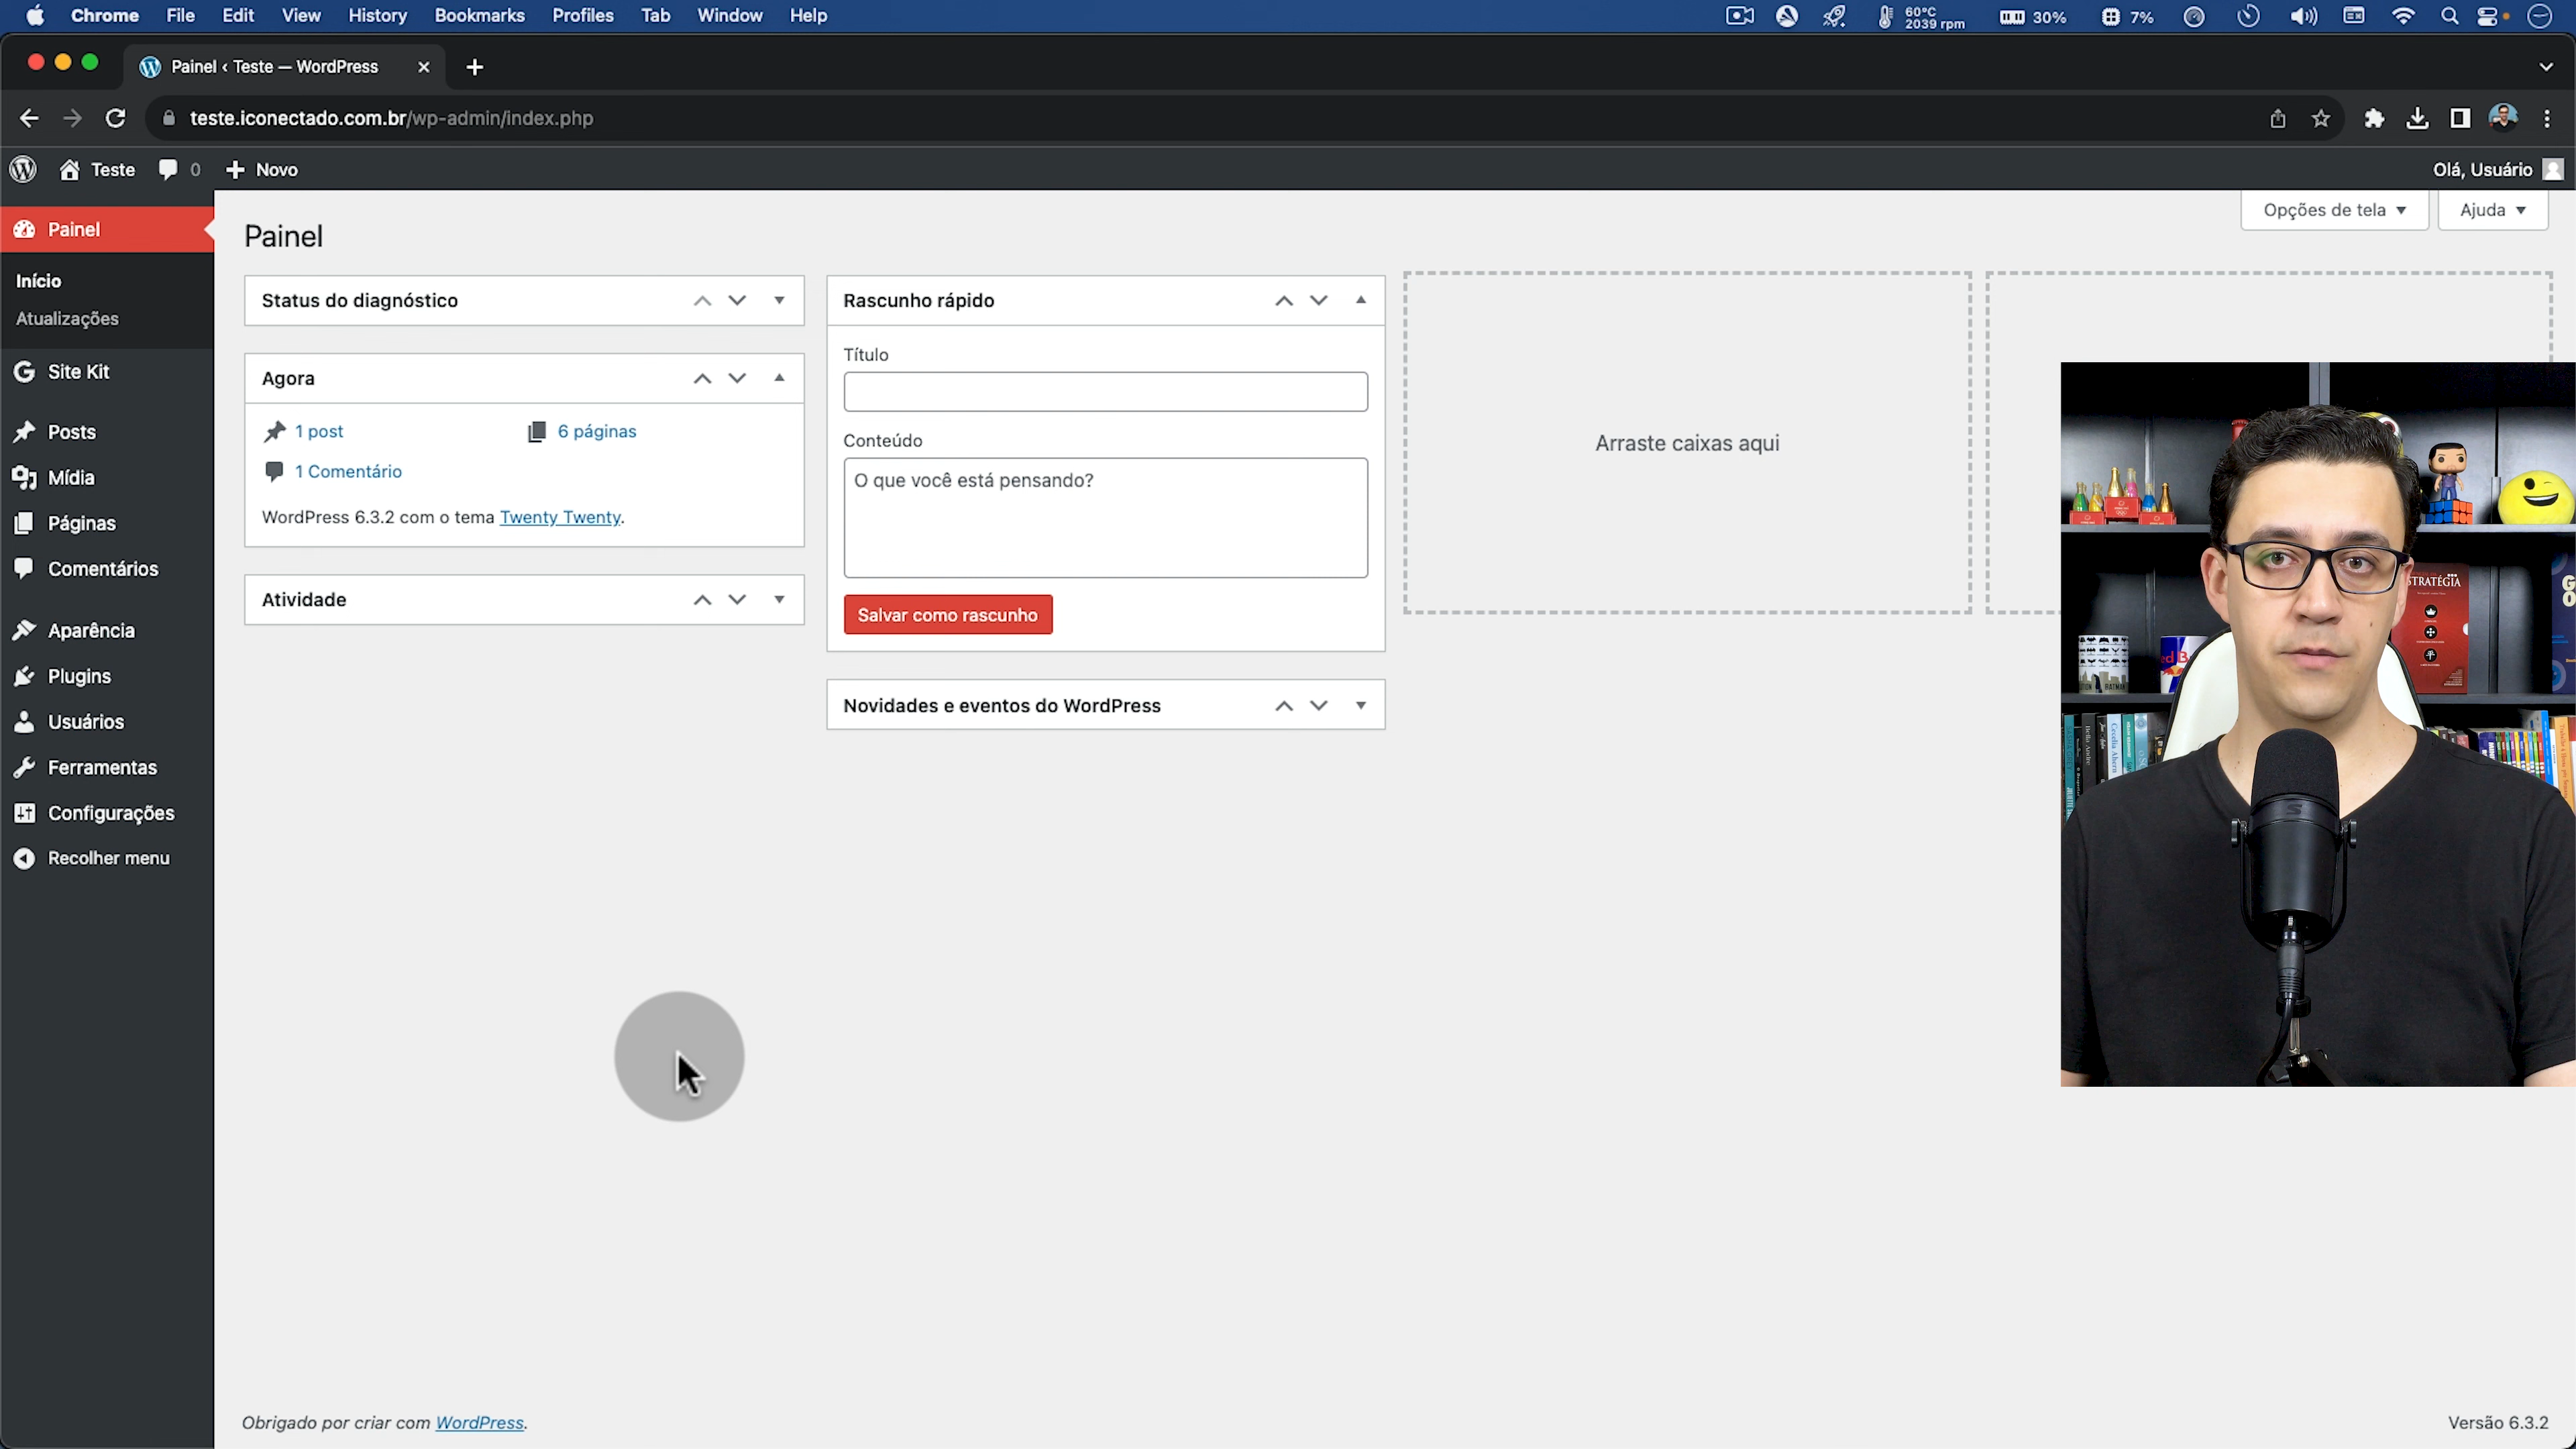 Chrome File Edit View History Bookmarks Profiles Tab Window Help
60°C
2039 rpm
30%
7%
Painel ‹ Teste — WordPress
teste.iconectado.com.br/wp-admin/index.php
Teste 0 Novo
Olá, Usuário
Painel
Início
Atualizações
Site Kit
Posts
Mídia
Páginas
Comentários
Aparência
Plugins
Usuários
Ferramentas
Configurações
Recolher menu
Opções de tela
Ajuda
Painel
Status do diagnóstico
Agora
1 post
6 páginas
1 Comentário
WordPress 6.3.2 com o tema Twenty Twenty.
Atividade
Rascunho rápido
Título
Conteúdo
O que você está pensando?
Salvar como rascunho
Novidades e eventos do WordPress
Arraste caixas aqui
STRATÉGIA
BATMAN
Cecelia Ahern
Bella Andre
Obrigado por criar com WordPress.
Versão 6.3.2